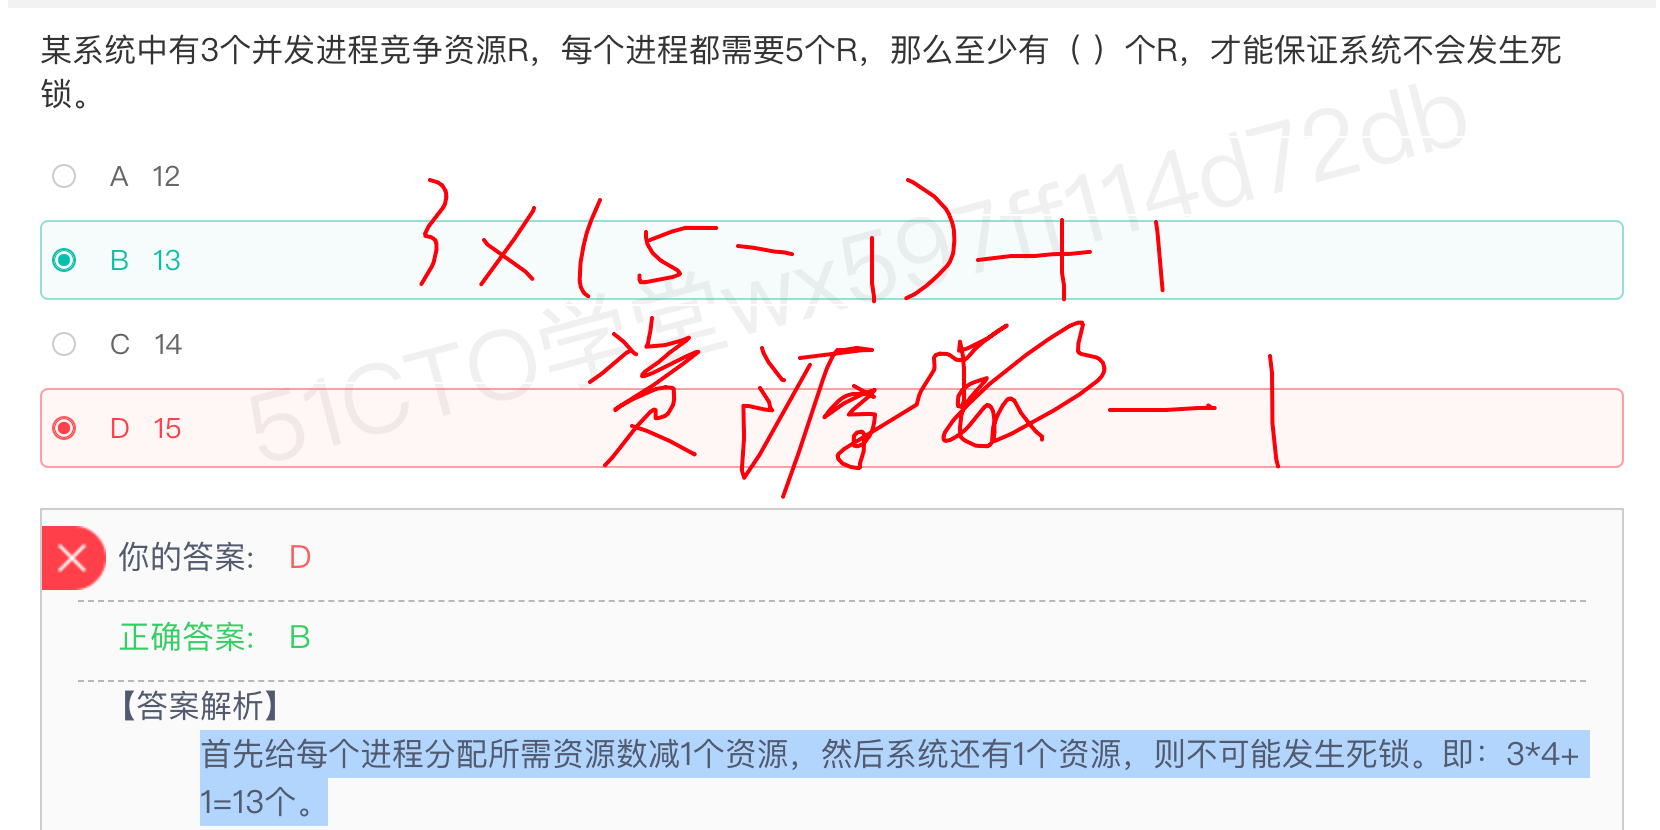 某系统中有3个并发进程竞争资源R，每个进程都需要5个R，那么至少有（ ）个R，才能保证系统不会发生死
锁。
A 12
3×(5-1)+1
B 13
资源数-1
C 14
D 15
51CTO学堂wx597ff114d72db
你的答案： D
正确答案： B
【答案解析】
首先给每个进程分配所需资源数减1个资源，然后系统还有1个资源，则不可能发生死锁。即：3*4+
1=13个。